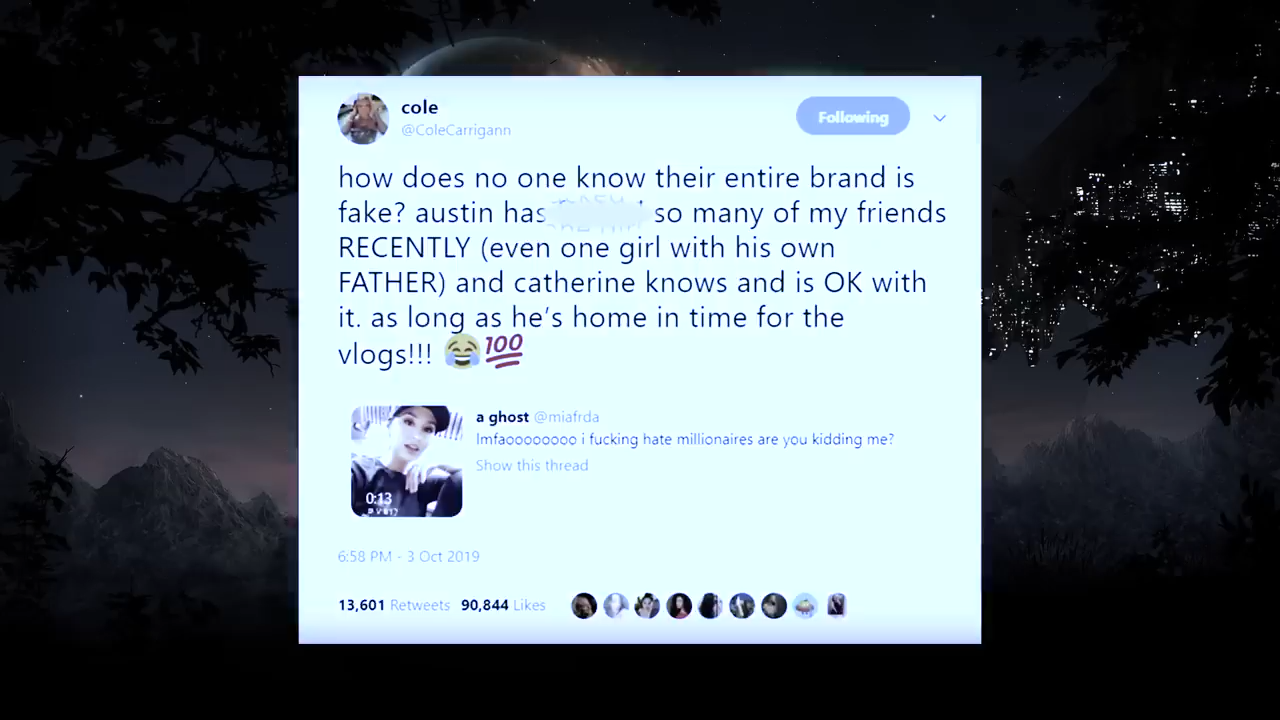 cole
@ColeCarrigann
Following
how does no one know their entire brand is
fake? austin has so many of my friends
RECENTLY (even one girl with his own
FATHER) and catherine knows and is OK with
it. as long as he's home in time for the
vlogs!!! 😂💯
a ghost @miafrda
lmfaoooooooo i fucking hate millionaires are you kidding me?
Show this thread
0:13
6:58 PM - 3 Oct 2019
13,601 Retweets 90,844 Likes